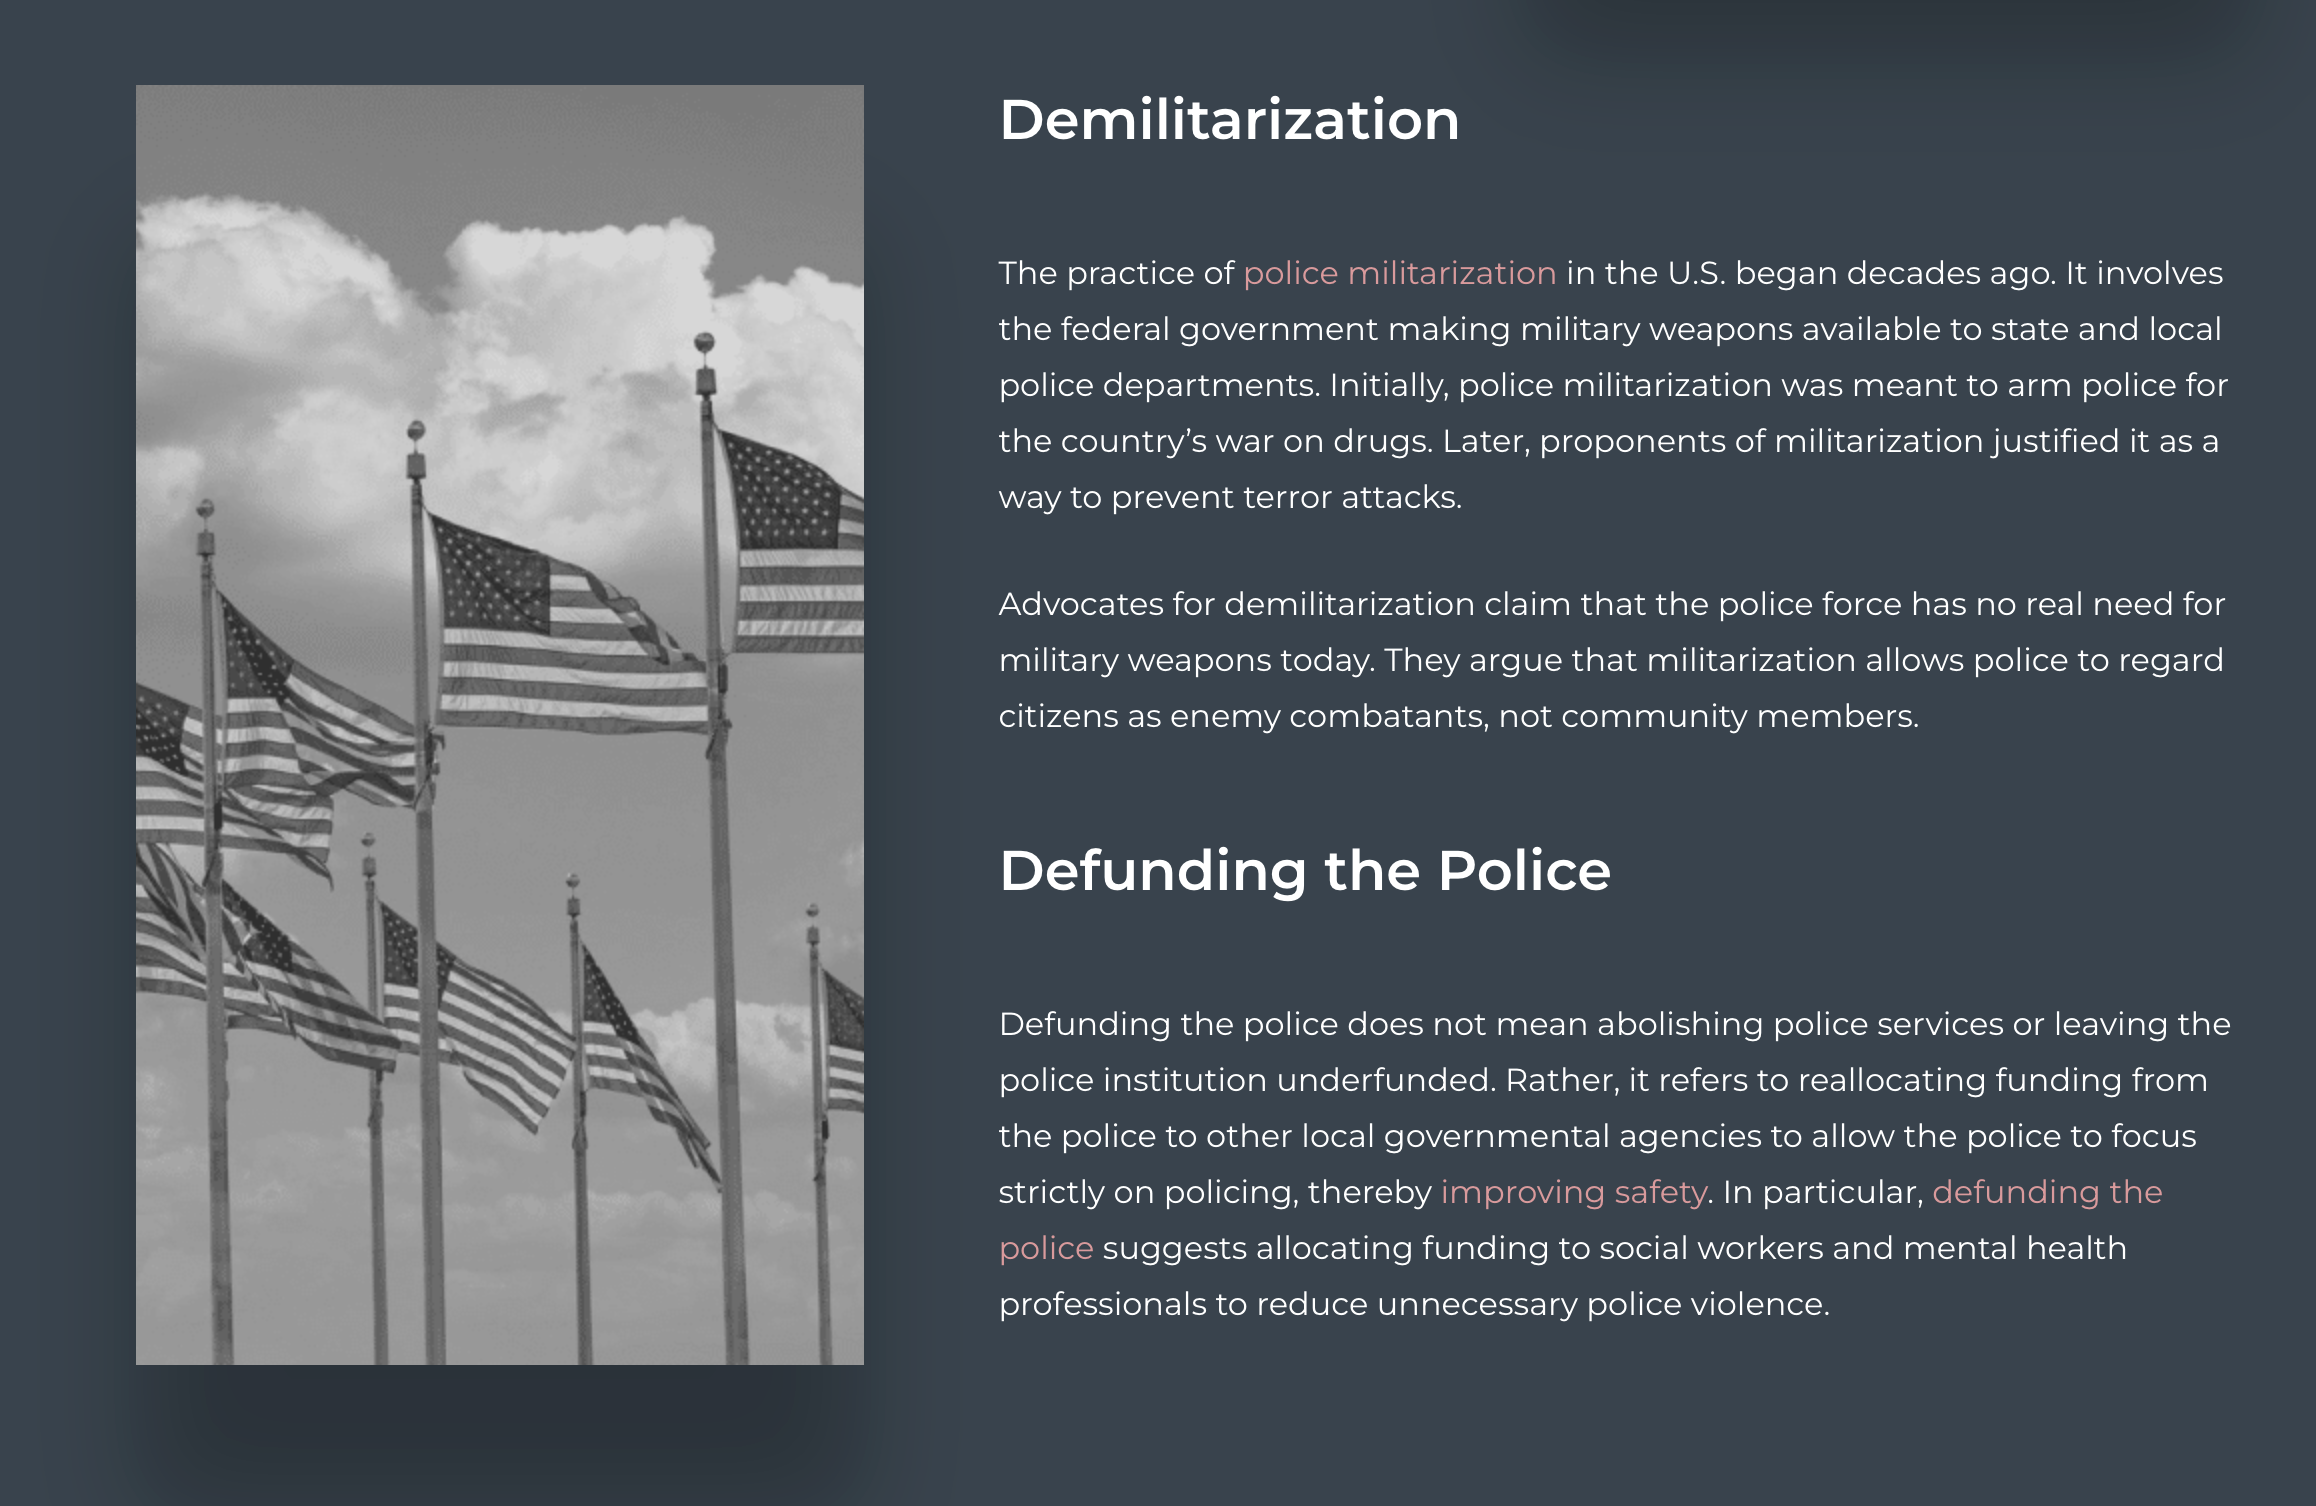 Demilitarization
The practice of police militarization in the U.S. began decades ago. It involves
the federal government making military weapons available to state and local
police departments. Initially, police militarization was meant to arm police for
the country’s war on drugs. Later, proponents of militarization justified it as a
way to prevent terror attacks.
Advocates for demilitarization claim that the police force has no real need for
military weapons today. They argue that militarization allows police to regard
citizens as enemy combatants, not community members.
Defunding the Police
Defunding the police does not mean abolishing police services or leaving the
police institution underfunded. Rather, it refers to reallocating funding from
the police to other local governmental agencies to allow the police to focus
strictly on policing, thereby improving safety. In particular, defunding the
police suggests allocating funding to social workers and mental health
professionals to reduce unnecessary police violence.